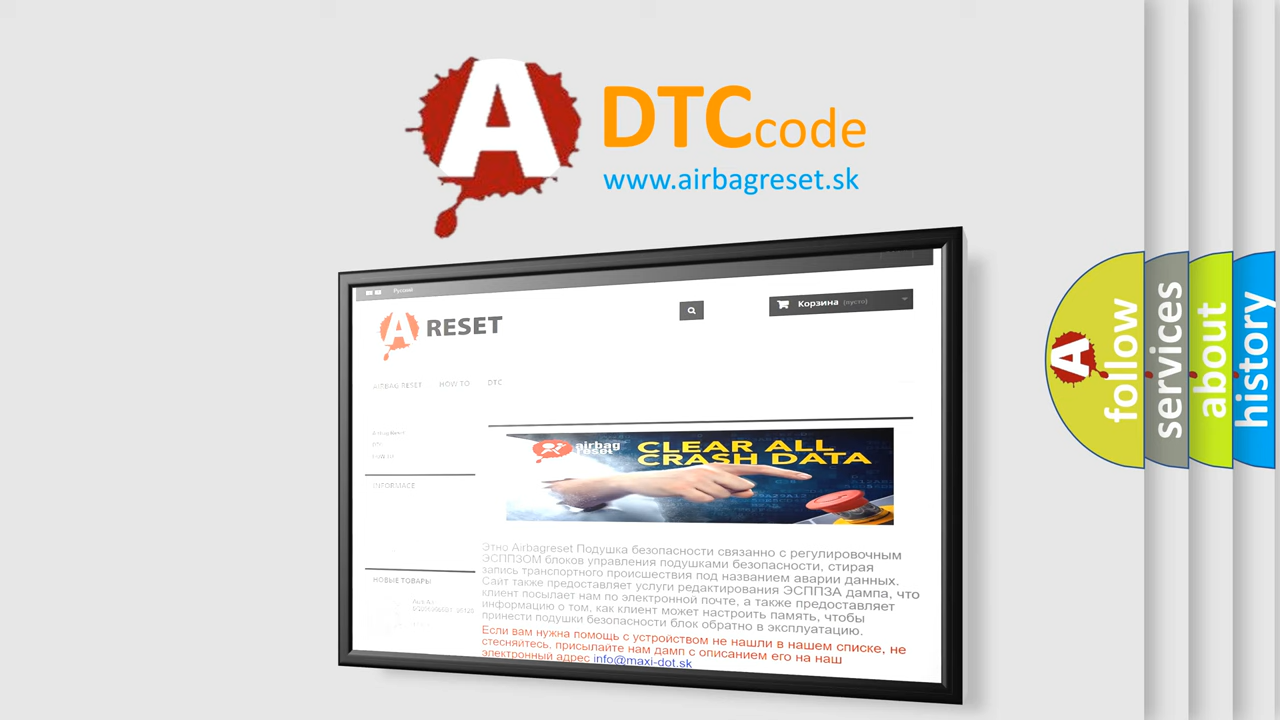 A
DTC code
www.airbagreset.sk
Русский
A RESET
Корзина (пусто)
AIRBAG RESET HOW TO DTC
INFORMACE
НОВЫЕ ТОВАРЫ
airbag
reset
CLEAR ALL
CRASH DATA
Этно Airbagreset Подушка безопасности связанно с регулировочным
ЭСППЗОМ блоков управления подушками безопасности, стирая
запись транспортного происшествия под названием аварии данных.
Сайт также предоставляет услуги редактирования ЭСППЗА дампа, что
клиент посылает нам по электронной почте, а также предоставляет
информацию о том, как клиент может настроить память, чтобы
принести подушки безопасности блок обратно в эксплуатацию.
Если вам нужна помощь с устройством не нашли в нашем списке, не
стесняйтесь, присылайте нам дамп с описанием его на наш
электронный адрес info@maxi-dot.sk
A
follow
services
about
history